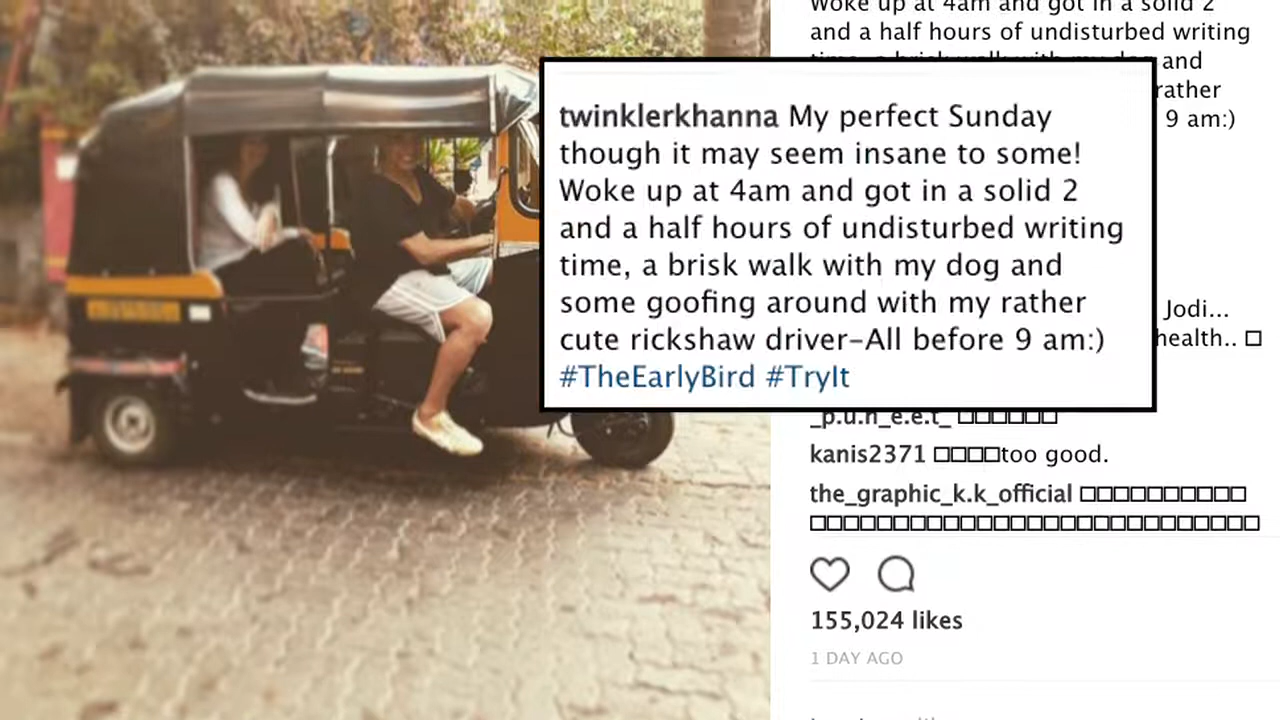 Woke up at 4am and got in a solid 2
and a half hours of undisturbed writing
and
rather
9 am:)
twinklerkhanna My perfect Sunday
though it may seem insane to some!
Woke up at 4am and got in a solid 2
and a half hours of undisturbed writing
time, a brisk walk with my dog and
some goofing around with my rather
cute rickshaw driver-All before 9 am:)
#TheEarlyBird #TryIt
Jodi...
health..
_p.u.n_e.e.t_
kanis2371 too good.
the_graphic_k.k_official
155,024 likes
1 DAY AGO